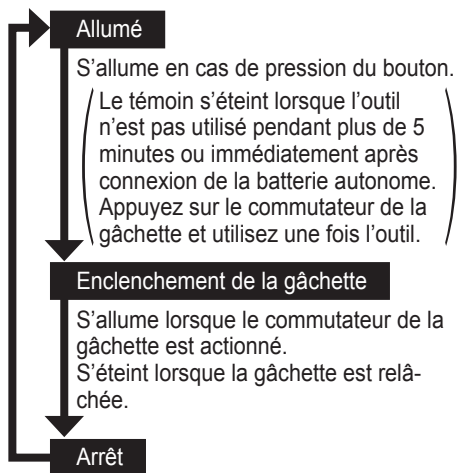 Allumé
S’allume en cas de pression du bouton.
Le témoin s’éteint lorsque l’outil
n’est pas utilisé pendant plus de 5
minutes ou immédiatement après
connexion de la batterie autonome.
Appuyez sur le commutateur de la
gâchette et utilisez une fois l’outil.
Enclenchement de la gâchette
S’allume lorsque le commutateur de la
gâchette est actionné.
S’éteint lorsque la gâchette est relâ-
chée.
Arrêt